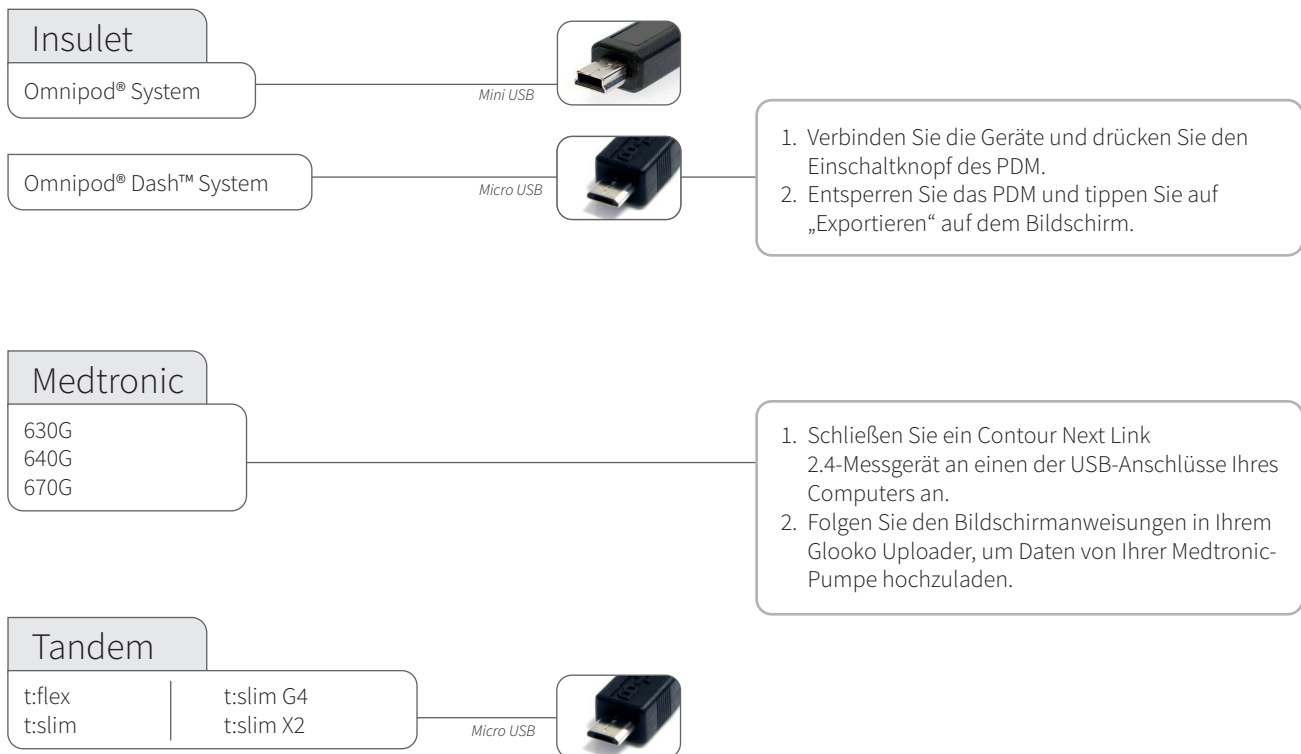 Insulet
Omnipod® System
Mini USB
Omnipod® Dash™ System
Micro USB
1. Verbinden Sie die Geräte und drücken Sie den
Einschaltknopf des PDM.
2. Entsperren Sie das PDM und tippen Sie auf
„Exportieren“ auf dem Bildschirm.
Medtronic
630G
640G
670G
1. Schließen Sie ein Contour Next Link
2.4-Messgerät an einen der USB-Anschlüsse Ihres
Computers an.
2. Folgen Sie den Bildschirmanweisungen in Ihrem
Glooko Uploader, um Daten von Ihrer Medtronic-
Pumpe hochzuladen.
Tandem
t:flex
t:slim
t:slim G4
t:slim X2
Micro USB